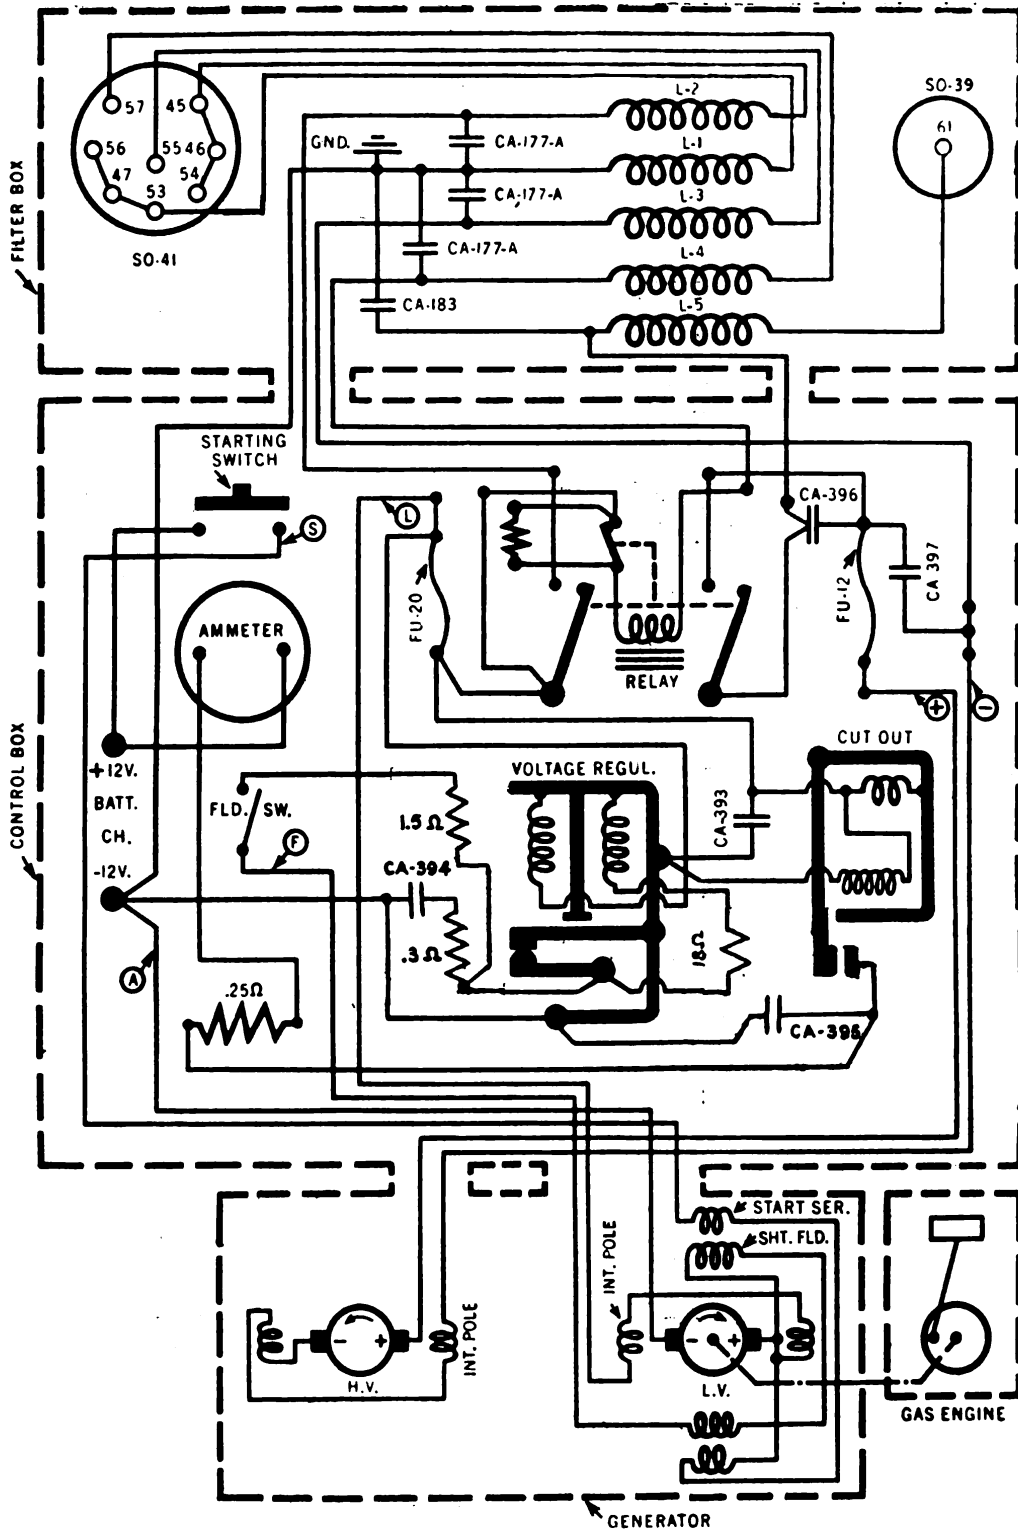 FILTER BOX
57
45
56
55
46
47
54
53
SO-41
GND.
CA-177-A
CA-177-A
CA-177-A
CA-183
L-2
L-1
L-3
L-4
L-5
SO-39
61
CONTROL BOX
STARTING
SWITCH
S
L
FU-20
RELAY
CA-396
FU-12
CA 397
+
-
AMMETER
+12V.
BATT.
CH.
-12V.
A
FLD. SW.
F
1.5 Ω
CA-394
.3 Ω
.25Ω
VOLTAGE REGUL.
CA-393
18Ω
CUT OUT
CA-395
START SER.
SHT. FLD.
INT. POLE
- +
L.V.
- +
H.V.
INT. POLE
GAS ENGINE
GENERATOR